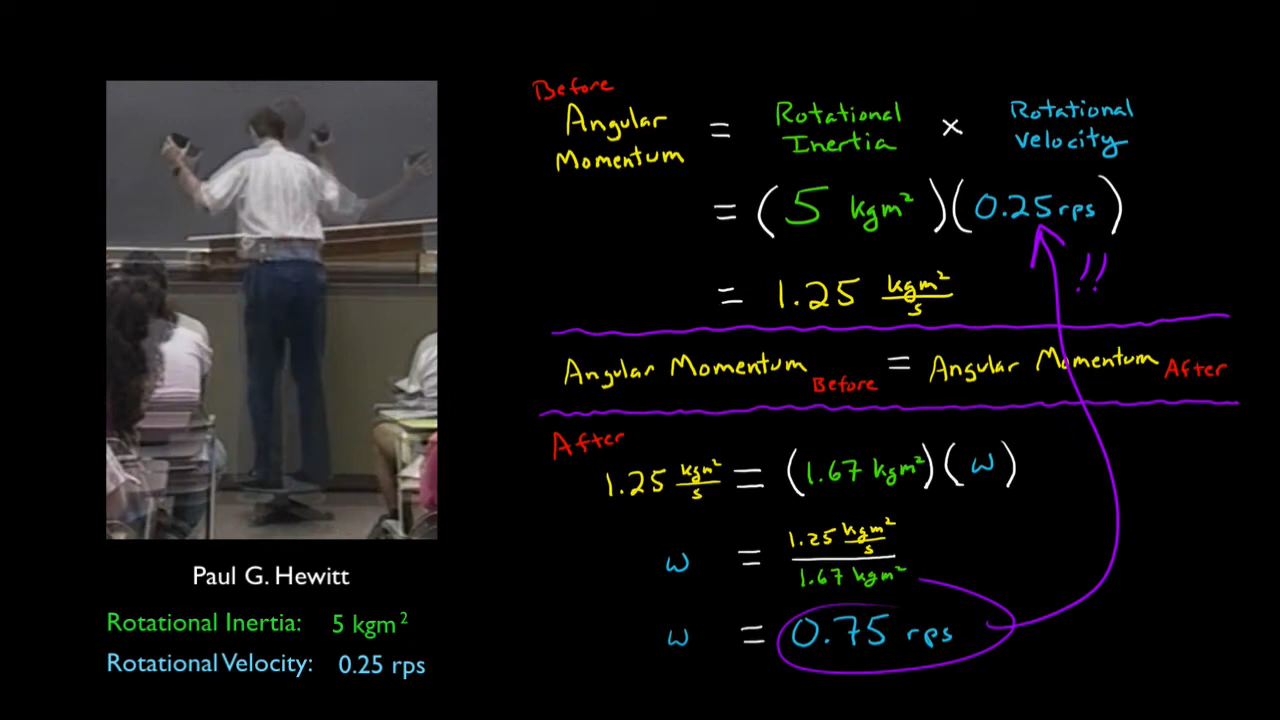 Before
Angular Momentum = Rotational Inertia × Rotational Velocity
= (5 kgm²)(0.25 rps)
!!
= 1.25 kgm²/s
Angular Momentum Before = Angular Momentum After
After
1.25 kgm²/s = (1.67 kgm²)(ω)
ω = 1.25 kgm²/s / 1.67 kgm²
ω = 0.75 rps
Paul G. Hewitt
Rotational Inertia: 5 kgm²
Rotational Velocity: 0.25 rps